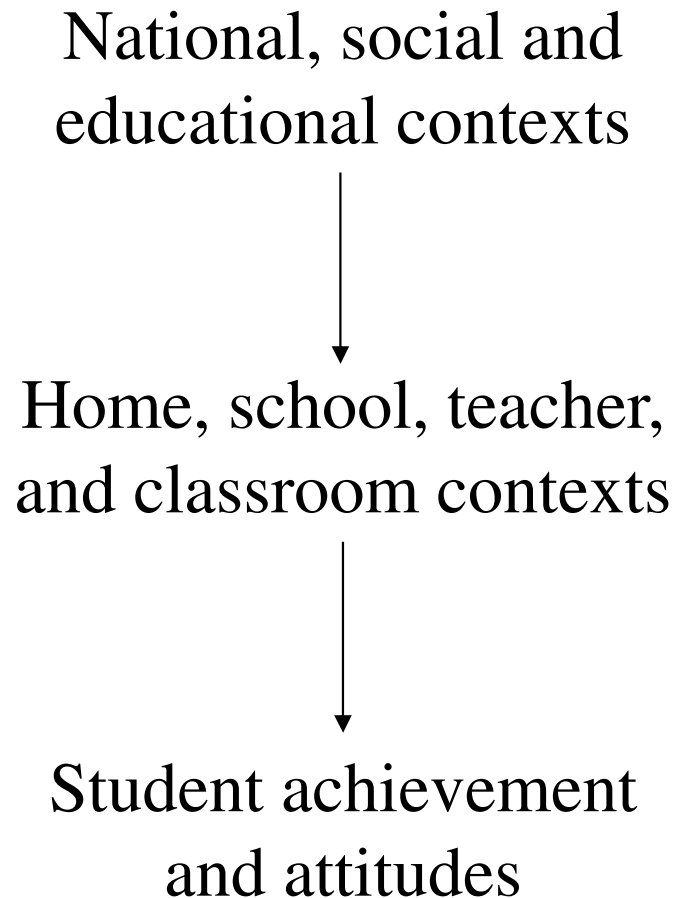 National, social and
educational contexts
Home, school, teacher,
and classroom contexts
Student achievement
and attitudes